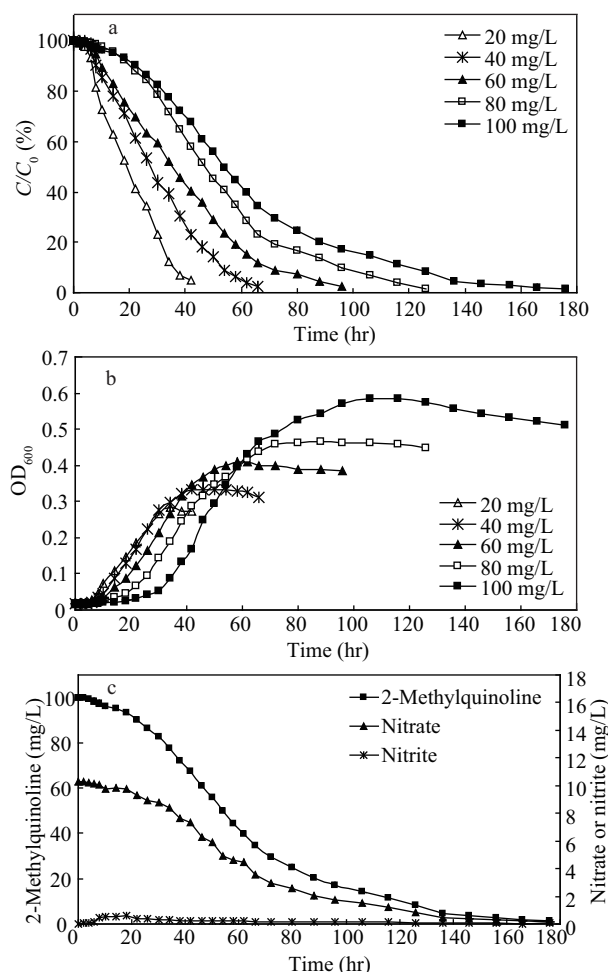 a
100
80
60
40
20
0
C/C0 (%)
20 mg/L
40 mg/L
60 mg/L
80 mg/L
100 mg/L
0 20 40 60 80 100 120 140 160 180
Time (hr)
b
0.7
0.6
0.5
0.4
0.3
0.2
0.1
0
OD600
20 mg/L
40 mg/L
60 mg/L
80 mg/L
100 mg/L
0 20 40 60 80 100 120 140 160 180
Time (hr)
c
100
80
60
40
20
0
2-Methylquinoline (mg/L)
2-Methylquinoline
Nitrate
Nitrite
18
16
14
12
10
8
6
4
2
0
Nitrate or nitrite (mg/L)
0 20 40 60 80 100 120 140 160 180
Time (hr)